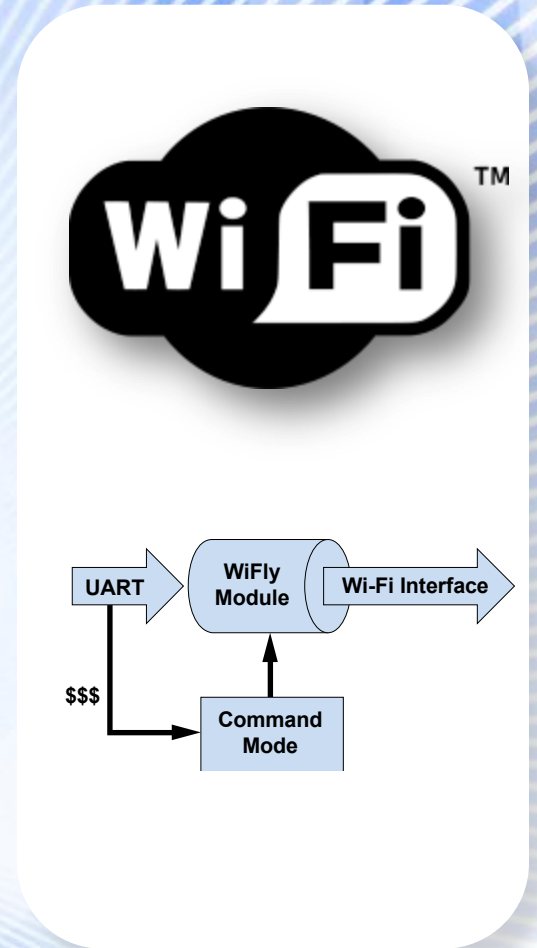 Wi Fi TM
UART
WiFly
Module
Wi-Fi Interface
$$$
Command
Mode